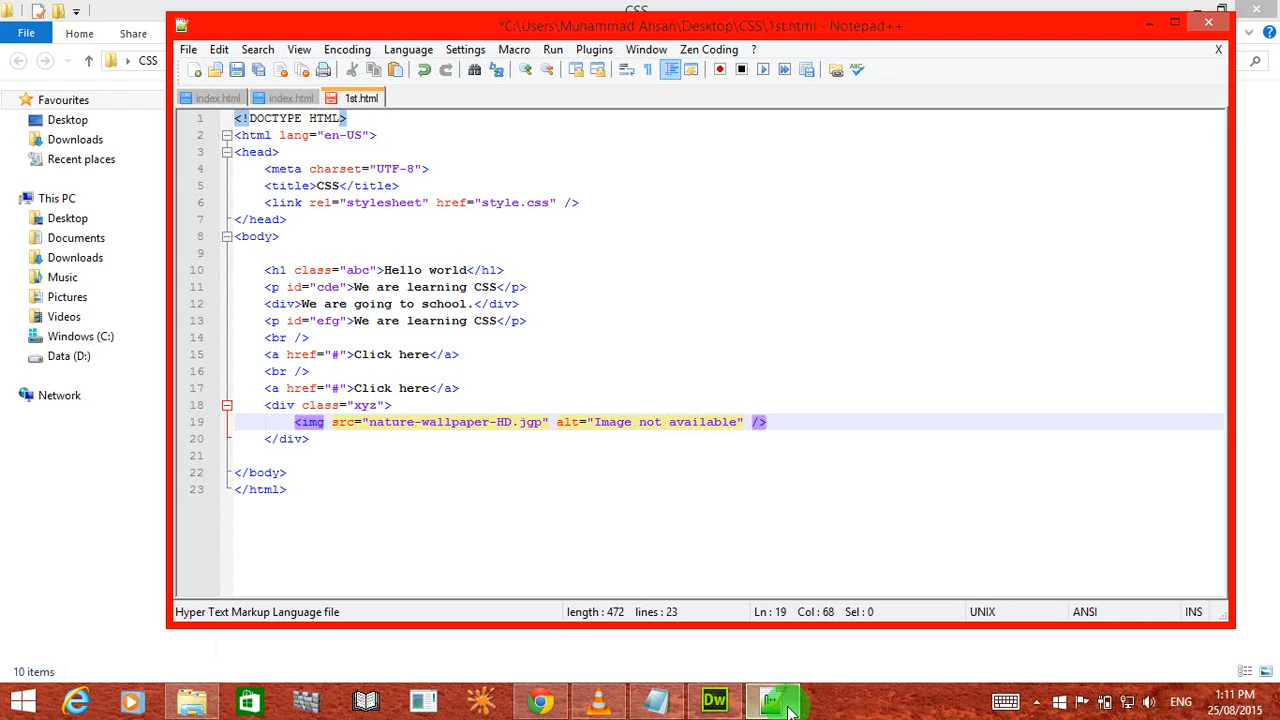 CSS
*C:\Users\Muhammad Ahsan\Desktop\CSS\1st.html - Notepad++
File Home Share
File Edit Search View Encoding Language Settings Macro Run Plugins Window Zen Coding ? X
CSS
index.html index.html 1st.html
Favourites
Desktop
Downloads
Recent places
This PC
Desktop
Documents
Downloads
Music
Pictures
Videos
Windows (C:)
Data (D:)
Network
1 <!DOCTYPE HTML>
2 <html lang="en-US">
3 <head>
4 <meta charset="UTF-8">
5 <title>CSS</title>
6 <link rel="stylesheet" href="style.css" />
7 </head>
8 <body>
9
10 <h1 class="abc">Hello world</h1>
11 <p id="cde">We are learning CSS</p>
12 <div>We are going to school.</div>
13 <p id="efg">We are learning CSS</p>
14 <br />
15 <a href="#">Click here</a>
16 <br />
17 <a href="#">Click here</a>
18 <div class="xyz">
19 <img src="nature-wallpaper-HD.jgp" alt="Image not available" />
20 </div>
21
22 </body>
23 </html>
Hyper Text Markup Language file length : 472 lines : 23 Ln : 19 Col : 68 Sel : 0 UNIX ANSI INS
10 items
Dw
ENG
1:11 PM
25/08/2015